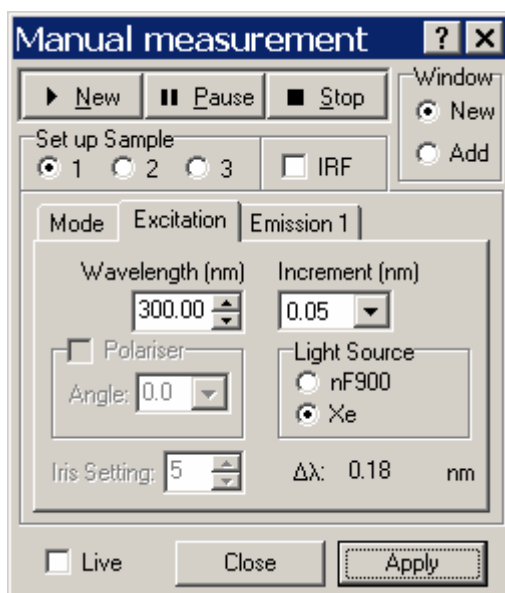 Manual measurement ? X
New Pause Stop
Window
New
Add
Set up Sample
1 2 3 IRF
Mode Excitation Emission 1
Wavelength (nm) Increment (nm)
300.00 0.05
Polariser
Angle: 0.0
Light Source
nF900
Xe
Iris Setting: 5 Δλ: 0.18 nm
Live Close Apply